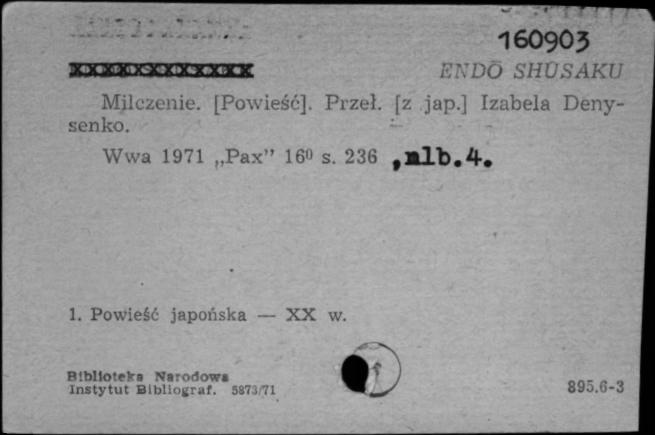 160903
XXXXXXXXXXXXX
ENDŌ SHŪSAKU
Milczenie. [Powieść]. Przeł. [z jap.] Izabela Deny-
senko.
Wwa 1971 „Pax” 16⁰ s. 236 ,nlb.4.
1. Powieść japońska — XX w.
Biblioteka Narodowa
Instytut Bibliograf. 5873/71
895.6-3